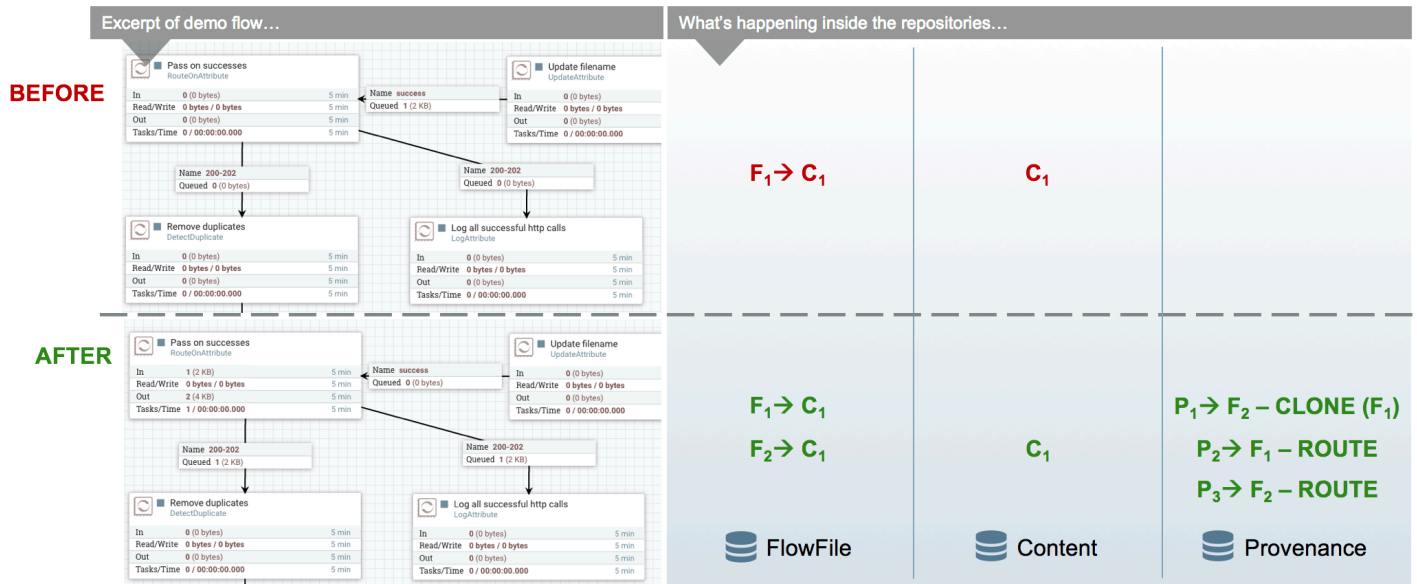 Excerpt of demo flow…
What's happening inside the repositories…
BEFORE
Pass on successes
RouteOnAttribute
In 0 (0 bytes) 5 min
Read/Write 0 bytes / 0 bytes 5 min
Out 0 (0 bytes) 5 min
Tasks/Time 0 / 00:00:00.000 5 min
Name success
Queued 1 (2 KB)
Update filename
UpdateAttribute
In 0 (0 bytes)
Read/Write 0 bytes / 0 bytes
Out 0 (0 bytes)
Tasks/Time 0 / 00:00:00.000
Name 200-202
Queued 0 (0 bytes)
Name 200-202
Queued 0 (0 bytes)
Remove duplicates
DetectDuplicate
In 0 (0 bytes) 5 min
Read/Write 0 bytes / 0 bytes 5 min
Out 0 (0 bytes) 5 min
Tasks/Time 0 / 00:00:00.000 5 min
Log all successful http calls
LogAttribute
In 0 (0 bytes) 5 min
Read/Write 0 bytes / 0 bytes 5 min
Out 0 (0 bytes) 5 min
Tasks/Time 0 / 00:00:00.000 5 min
F₁→ C₁
C₁
AFTER
Pass on successes
RouteOnAttribute
In 1 (2 KB) 5 min
Read/Write 0 bytes / 0 bytes 5 min
Out 2 (4 KB) 5 min
Tasks/Time 1 / 00:00:00.000 5 min
Name success
Queued 0 (0 bytes)
Update filename
UpdateAttribute
In 0 (0 bytes)
Read/Write 0 bytes / 0 bytes
Out 0 (0 bytes)
Tasks/Time 0 / 00:00:00.000
Name 200-202
Queued 1 (2 KB)
Name 200-202
Queued 1 (2 KB)
Remove duplicates
DetectDuplicate
In 0 (0 bytes) 5 min
Read/Write 0 bytes / 0 bytes 5 min
Out 0 (0 bytes) 5 min
Tasks/Time 0 / 00:00:00.000 5 min
Log all successful http calls
LogAttribute
In 0 (0 bytes) 5 min
Read/Write 0 bytes / 0 bytes 5 min
Out 0 (0 bytes) 5 min
Tasks/Time 0 / 00:00:00.000 5 min
F₁→ C₁
F₂→ C₁
C₁
P₁→ F₂ – CLONE (F₁)
P₂→ F₁ – ROUTE
P₃→ F₂ – ROUTE
FlowFile
Content
Provenance